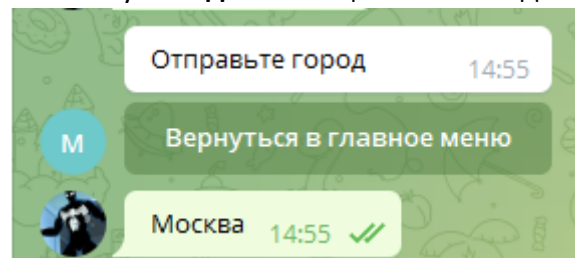 Отправьте город 14:55
М
Вернуться в главное меню
Москва 14:55